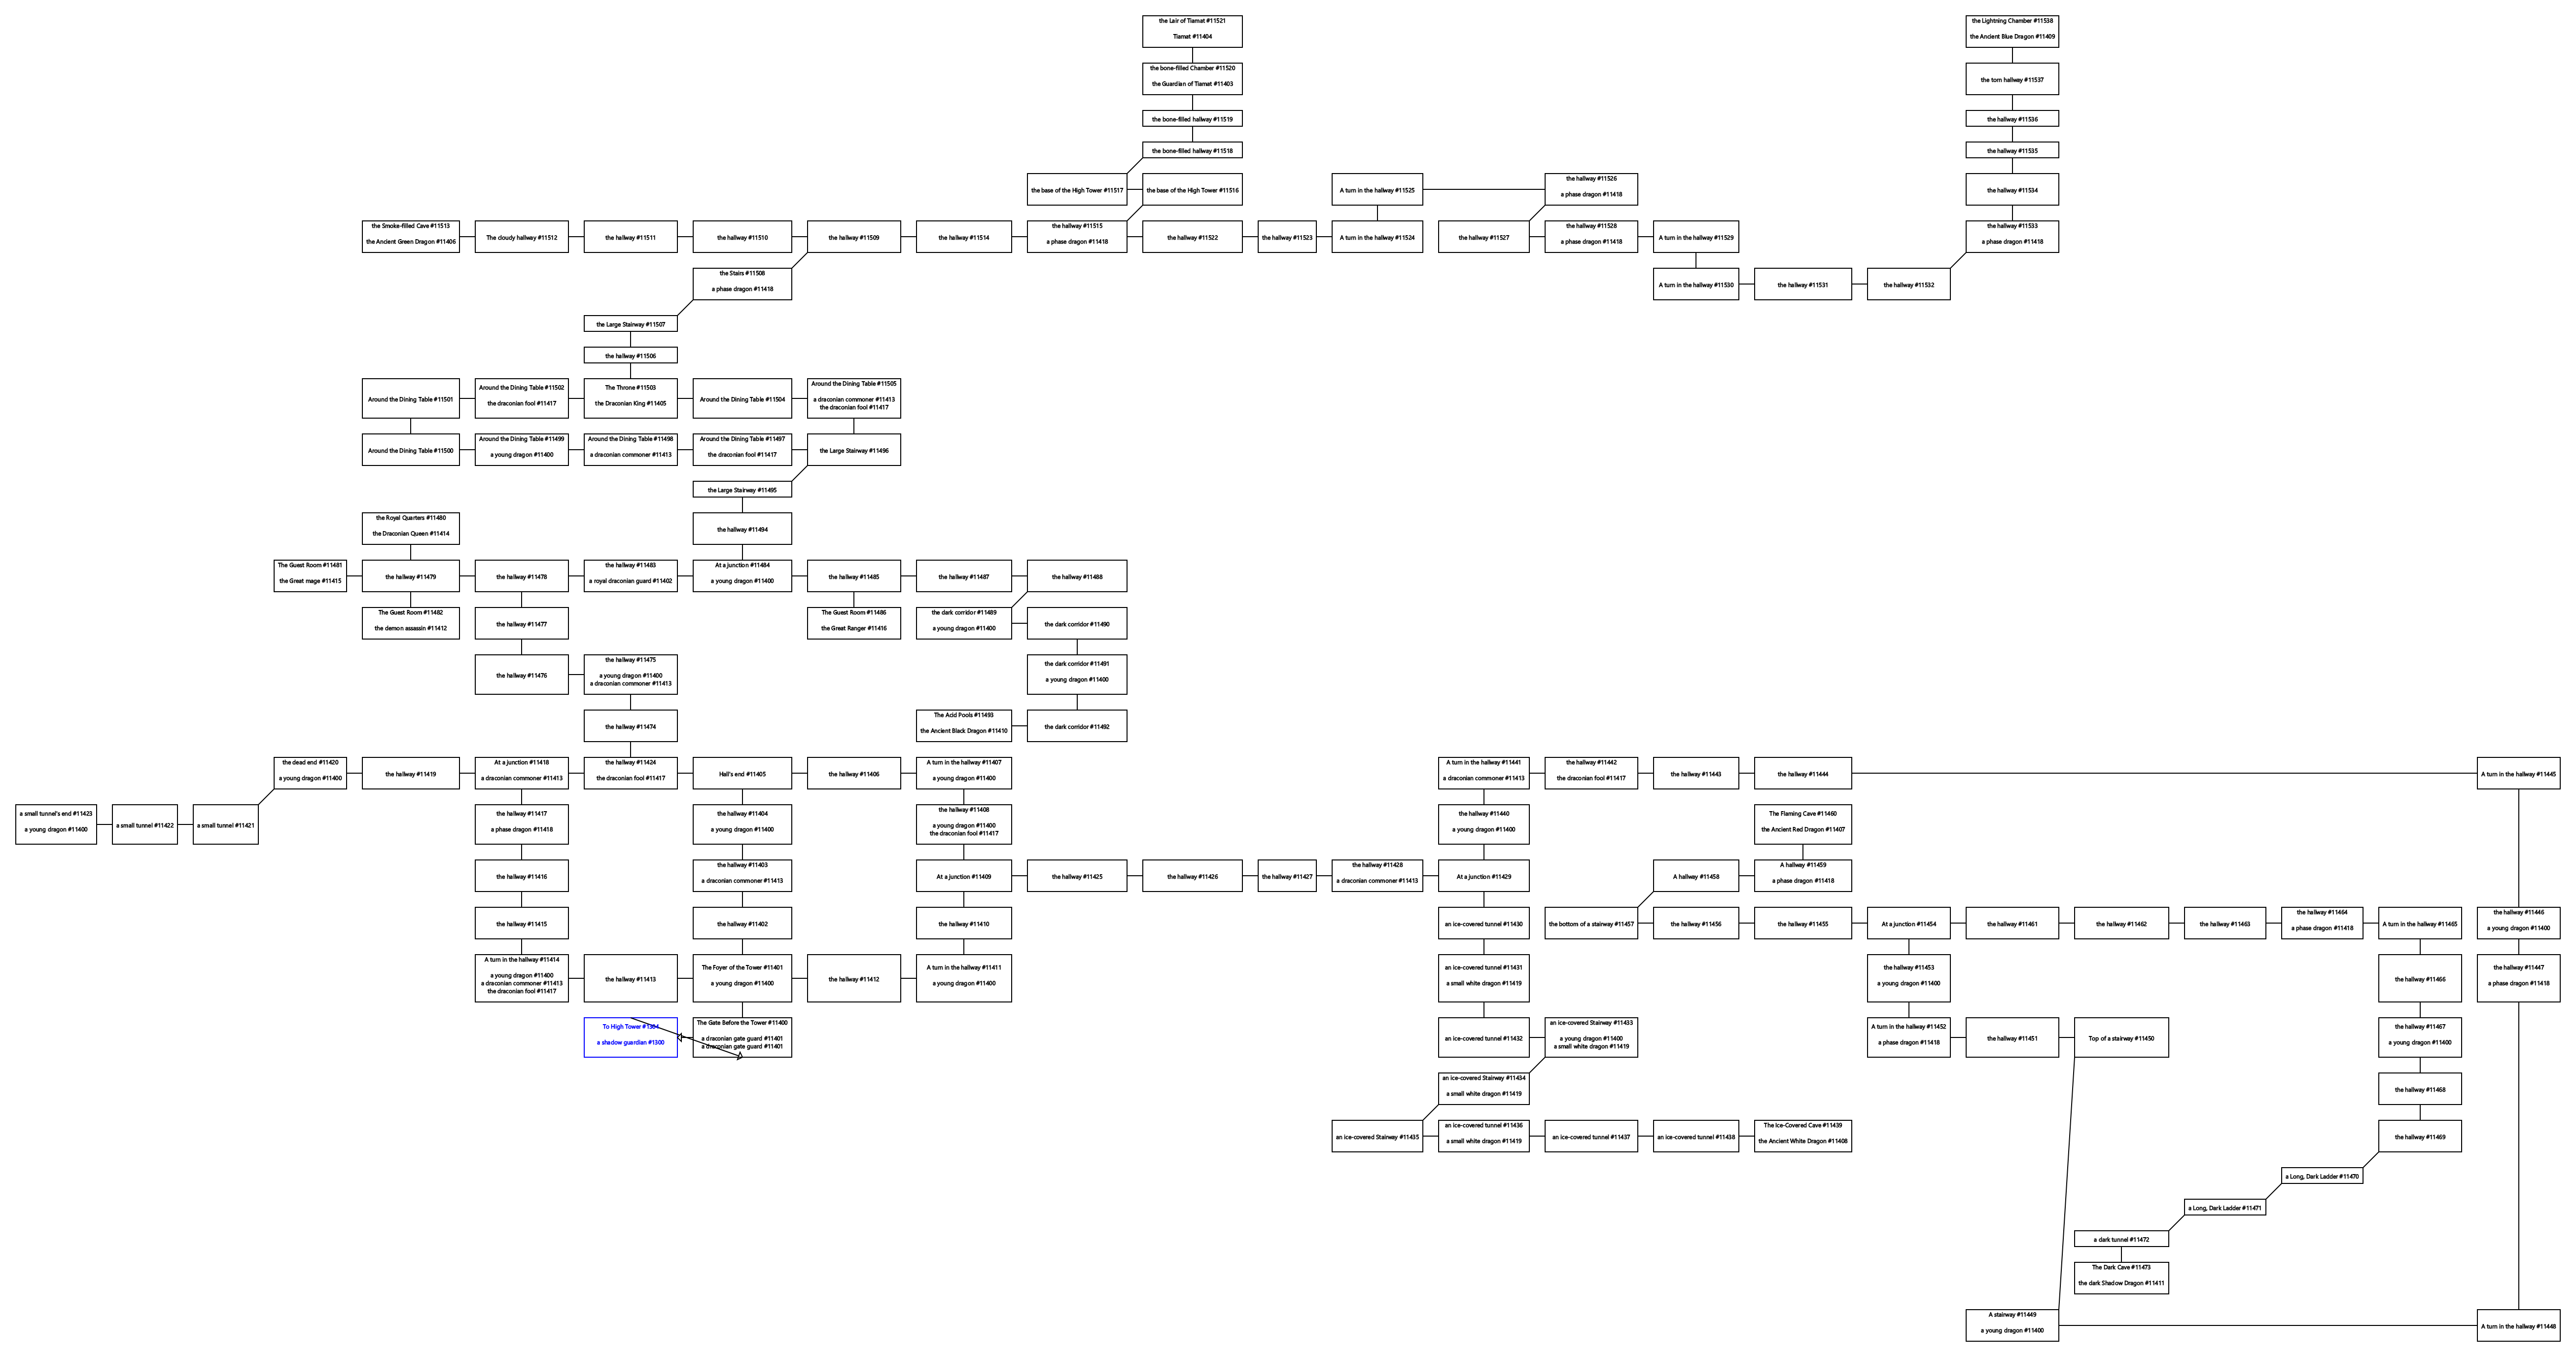 the Lair of Tiamat #11521
Tiamat #11404
the Lightning Chamber #11538
the Ancient Blue Dragon #11409
the bone-filled Chamber #11520
the Guardian of Tiamat #11403
the torn hallway #11537
the bone-filled hallway #11519
the hallway #11536
the bone-filled hallway #11518
the hallway #11535
the base of the High Tower #11517
the base of the High Tower #11516
A turn in the hallway #11525
the hallway #11526
a phase dragon #11418
the hallway #11534
the Smoke-filled Cave #11513
the Ancient Green Dragon #11406
The cloudy hallway #11512
the hallway #11511
the hallway #11510
the hallway #11509
the hallway #11514
the hallway #11515
a phase dragon #11418
the hallway #11522
the hallway #11523
A turn in the hallway #11524
the hallway #11527
the hallway #11528
a phase dragon #11418
A turn in the hallway #11529
the hallway #11533
a phase dragon #11418
the Stairs #11508
a phase dragon #11418
A turn in the hallway #11530
the hallway #11531
the hallway #11532
the Large Stairway #11507
the hallway #11506
Around the Dining Table #11501
Around the Dining Table #11502
the draconian fool #11417
The Throne #11503
the Draconian King #11405
Around the Dining Table #11504
Around the Dining Table #11505
a draconian commoner #11413
the draconian fool #11417
Around the Dining Table #11500
Around the Dining Table #11499
a young dragon #11400
Around the Dining Table #11498
a draconian commoner #11413
Around the Dining Table #11497
the draconian fool #11417
the Large Stairway #11496
the Large Stairway #11495
the Royal Quarters #11480
the Draconian Queen #11414
the hallway #11494
The Guest Room #11481
the Great mage #11415
the hallway #11479
the hallway #11478
the hallway #11483
a royal draconian guard #11402
At a junction #11484
a young dragon #11400
the hallway #11485
the hallway #11487
the hallway #11488
The Guest Room #11482
the demon assassin #11412
the hallway #11477
The Guest Room #11486
the Great Ranger #11416
the dark corridor #11489
a young dragon #11400
the dark corridor #11490
the hallway #11476
the hallway #11475
a young dragon #11400
a draconian commoner #11413
the dark corridor #11491
a young dragon #11400
the hallway #11474
The Acid Pools #11493
the Ancient Black Dragon #11410
the dark corridor #11492
the dead end #11420
a young dragon #11400
the hallway #11419
At a junction #11418
a draconian commoner #11413
the hallway #11424
the draconian fool #11417
Hall's end #11405
the hallway #11406
A turn in the hallway #11407
a young dragon #11400
A turn in the hallway #11441
a draconian commoner #11413
the hallway #11442
the draconian fool #11417
the hallway #11443
the hallway #11444
A turn in the hallway #11445
a small tunnel's end #11423
a young dragon #11400
a small tunnel #11422
a small tunnel #11421
the hallway #11417
a phase dragon #11418
the hallway #11404
a young dragon #11400
the hallway #11408
a young dragon #11400
the draconian fool #11417
the hallway #11440
a young dragon #11400
The Flaming Cave #11460
the Ancient Red Dragon #11407
the hallway #11416
the hallway #11403
a draconian commoner #11413
At a junction #11409
the hallway #11425
the hallway #11426
the hallway #11427
the hallway #11428
a draconian commoner #11413
At a junction #11429
A hallway #11458
A hallway #11459
a phase dragon #11418
the hallway #11415
the hallway #11402
the hallway #11410
an ice-covered tunnel #11430
the bottom of a stairway #11457
the hallway #11456
the hallway #11455
At a junction #11454
the hallway #11461
the hallway #11462
the hallway #11463
the hallway #11464
a phase dragon #11418
A turn in the hallway #11465
the hallway #11446
a young dragon #11400
A turn in the hallway #11414
a young dragon #11400
a draconian commoner #11413
the draconian fool #11417
the hallway #11413
The Foyer of the Tower #11401
a young dragon #11400
the hallway #11412
A turn in the hallway #11411
a young dragon #11400
an ice-covered tunnel #11431
a small white dragon #11419
the hallway #11453
a young dragon #11400
the hallway #11466
the hallway #11447
a phase dragon #11418
To High Tower #1304
a shadow guardian #1300
The Gate Before the Tower #11400
a draconian gate guard #11401
a draconian gate guard #11401
an ice-covered tunnel #11432
an ice-covered Stairway #11433
a young dragon #11400
a small white dragon #11419
A turn in the hallway #11452
a phase dragon #11418
the hallway #11451
Top of a stairway #11450
the hallway #11467
a young dragon #11400
an ice-covered Stairway #11434
a small white dragon #11419
the hallway #11468
an ice-covered Stairway #11435
an ice-covered tunnel #11436
a small white dragon #11419
an ice-covered tunnel #11437
an ice-covered tunnel #11438
The Ice-Covered Cave #11439
the Ancient White Dragon #11408
the hallway #11469
a Long, Dark Ladder #11470
a Long, Dark Ladder #11471
a dark tunnel #11472
The Dark Cave #11473
the dark Shadow Dragon #11411
A stairway #11449
a young dragon #11400
A turn in the hallway #11448